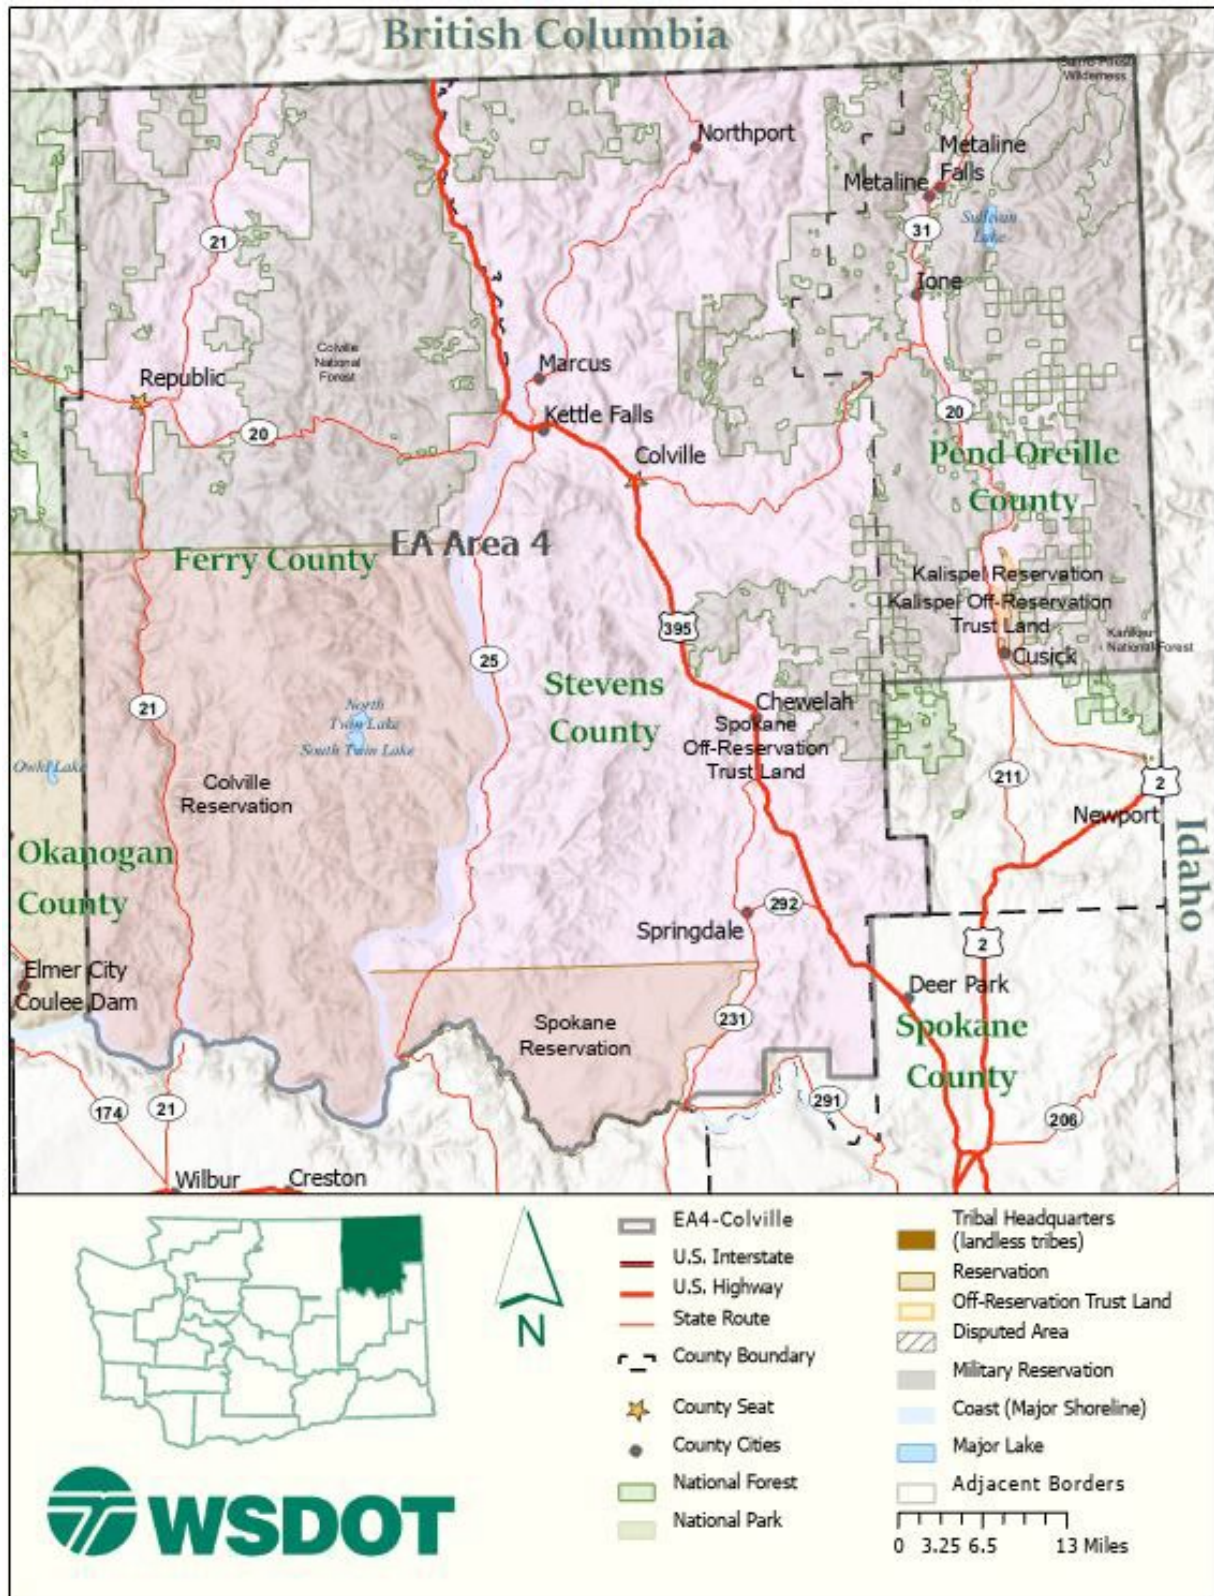 British Columbia
Wilderness
Northport
Metaline
Falls
Metaline
21
31
Sullivan
Lake
Ione
Colville
National
Forest
Republic
Marcus
20
Kettle Falls
20
Colville
Pend Oreille
County
EA Area 4
Ferry County
Kalispel Reservation
Kalispel Off-Reservation
Trust Land
395
Kaniksu
National Forest
Cusick
25
Stevens
County
21
North
Twin Lake
South Twin Lake
Chewelah
Spokane
Off-Reservation
Trust Land
Owhi Lake
Colville
Reservation
211
2
Newport
Idaho
Okanogan
County
292
Springdale
2
Elmer City
Coulee Dam
Deer Park
Spokane
Reservation
231
Spokane
County
174
21
291
206
Wilbur
Creston
N
WSDOT
EA4-Colville
U.S. Interstate
U.S. Highway
State Route
County Boundary
County Seat
County Cities
National Forest
National Park
Tribal Headquarters
(landless tribes)
Reservation
Off-Reservation Trust Land
Disputed Area
Military Reservation
Coast (Major Shoreline)
Major Lake
Adjacent Borders
0 3.25 6.5 13 Miles